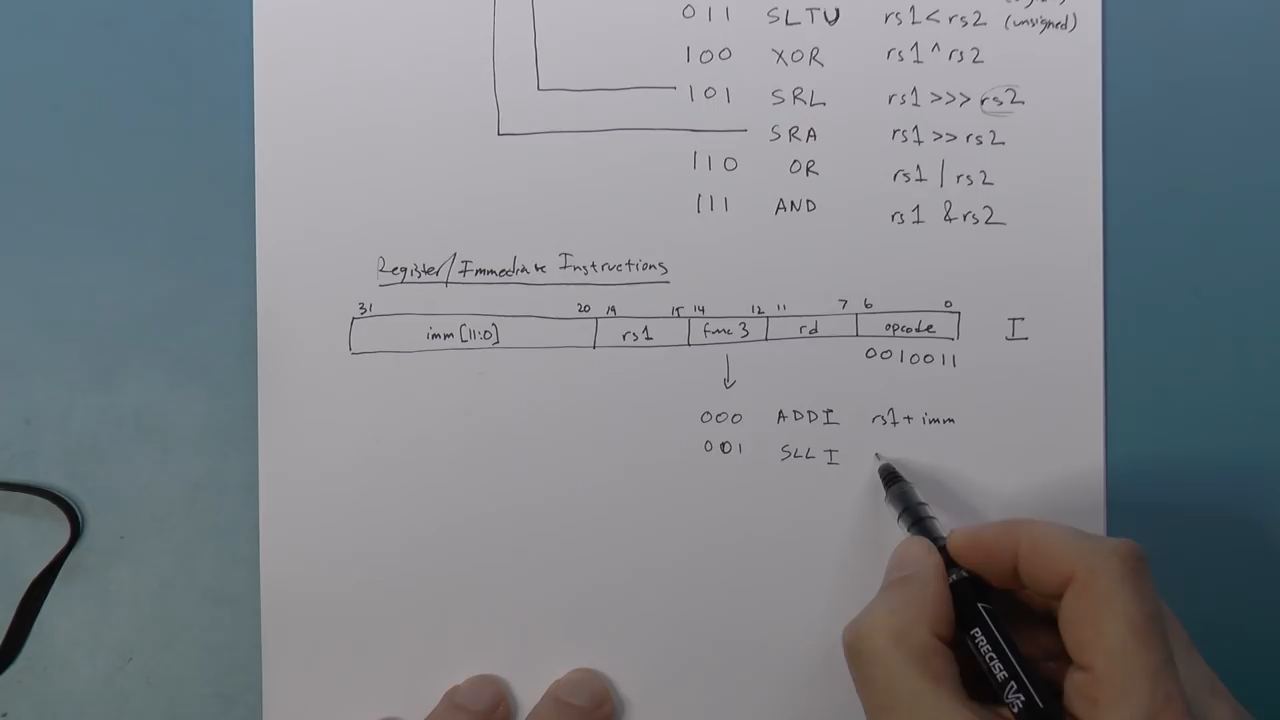 011 SLTU rs1 < rs2 (unsigned)
100 XOR rs1 ^ rs2
101 SRL rs1 >>> rs2
SRA rs1 >> rs2
110 OR rs1 | rs2
111 AND rs1 & rs2
Register/Immediate Instructions
31 20 19 15 14 12 11 7 6 0
imm [11:0] rs1 func3 rd opcode I
0010011
000 ADDI rs1 + imm
001 SLLI
PRECISE V5